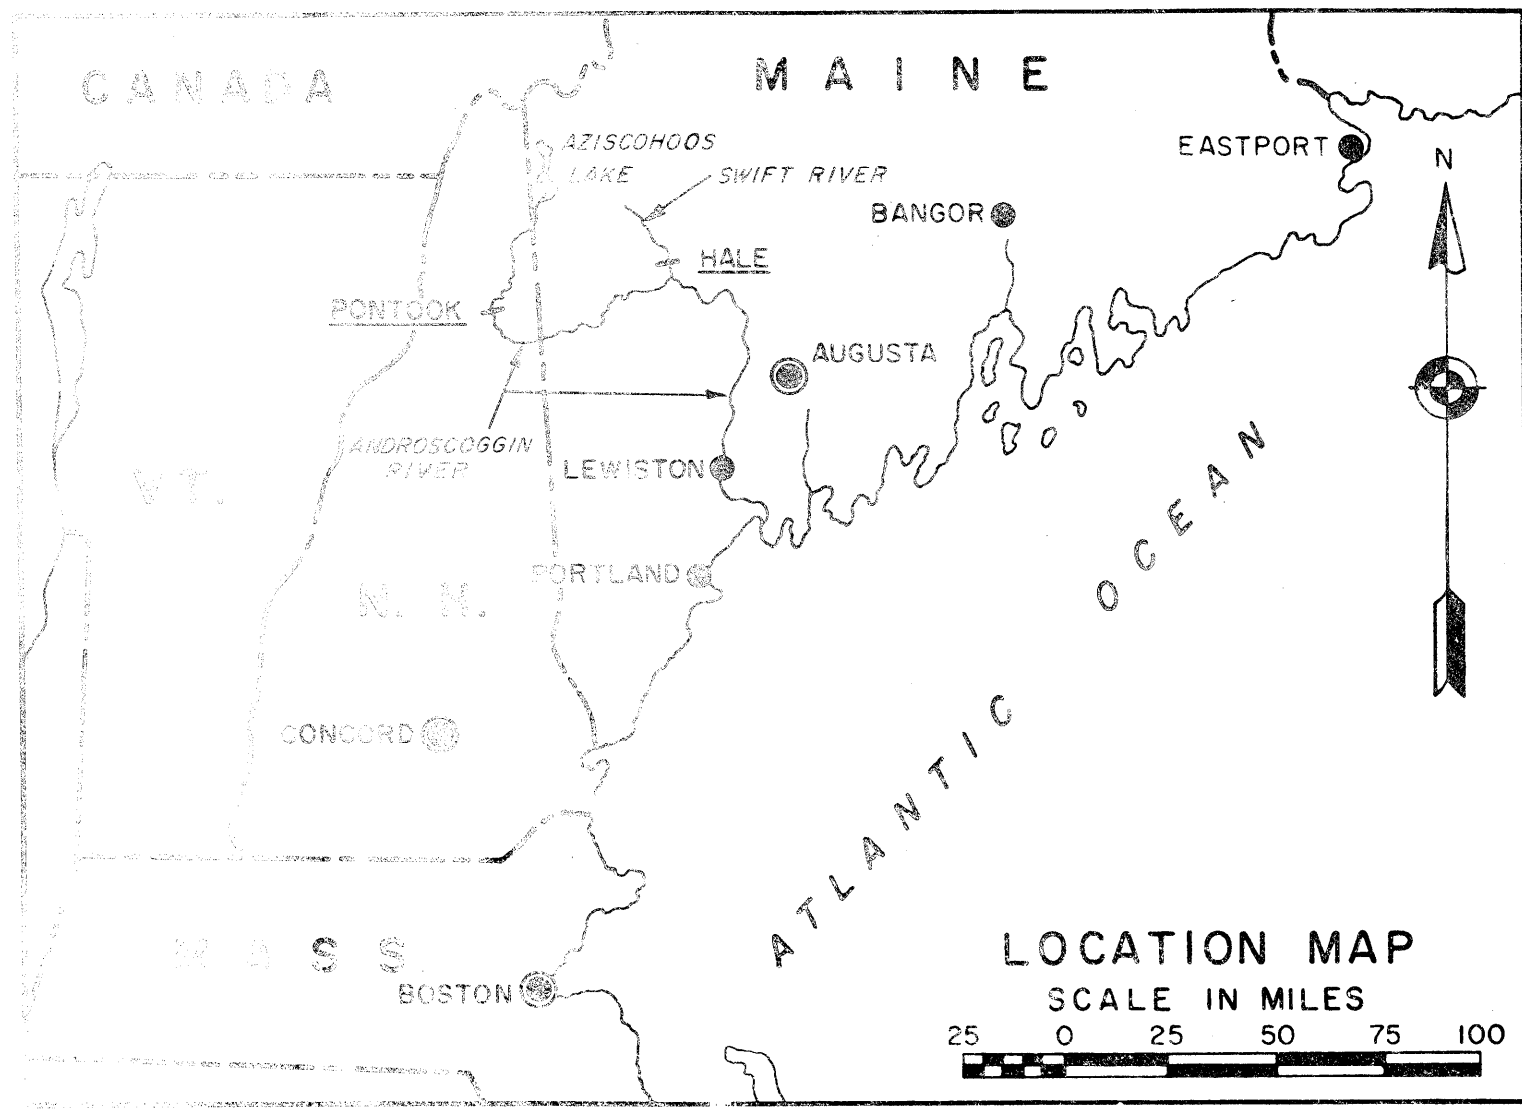 CANADA
MAINE
AZISCOHOOS
LAKE
SWIFT RIVER
EASTPORT
N
BANGOR
HALE
PONTOOK
AUGUSTA
ANDROSCOGGIN
RIVER
LEWISTON
VT.
PORTLAND
N. H.
CONCORD
ATLANTIC OCEAN
MASS.
BOSTON
LOCATION MAP
SCALE IN MILES
25 0 25 50 75 100